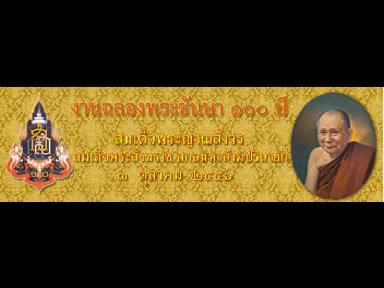 งานฉลองพระชันษา ๑๐๐ ปี
สมเด็จพระญาณสังวร
สมเด็จพระสังฆราช สกลมหาสังฆปริณายก
๓ ตุลาคม ๒๕๕๖
๑๐๐